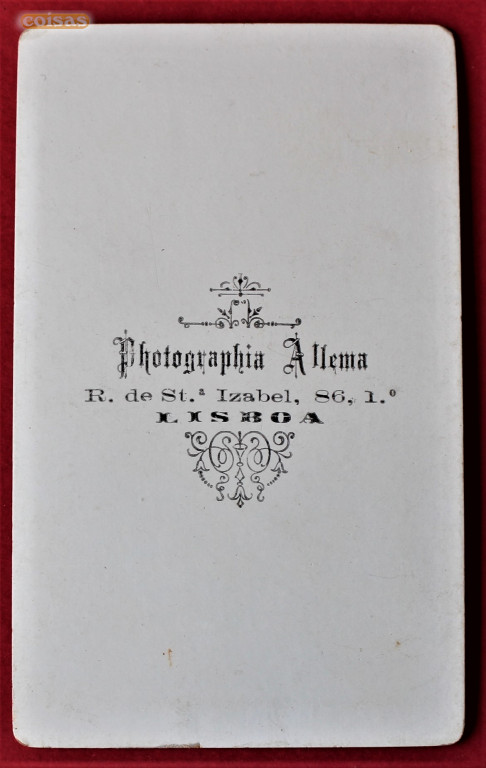 coisas
Photographia Allema
R. de St.ª Izabel, 86, 1.º
LISBOA